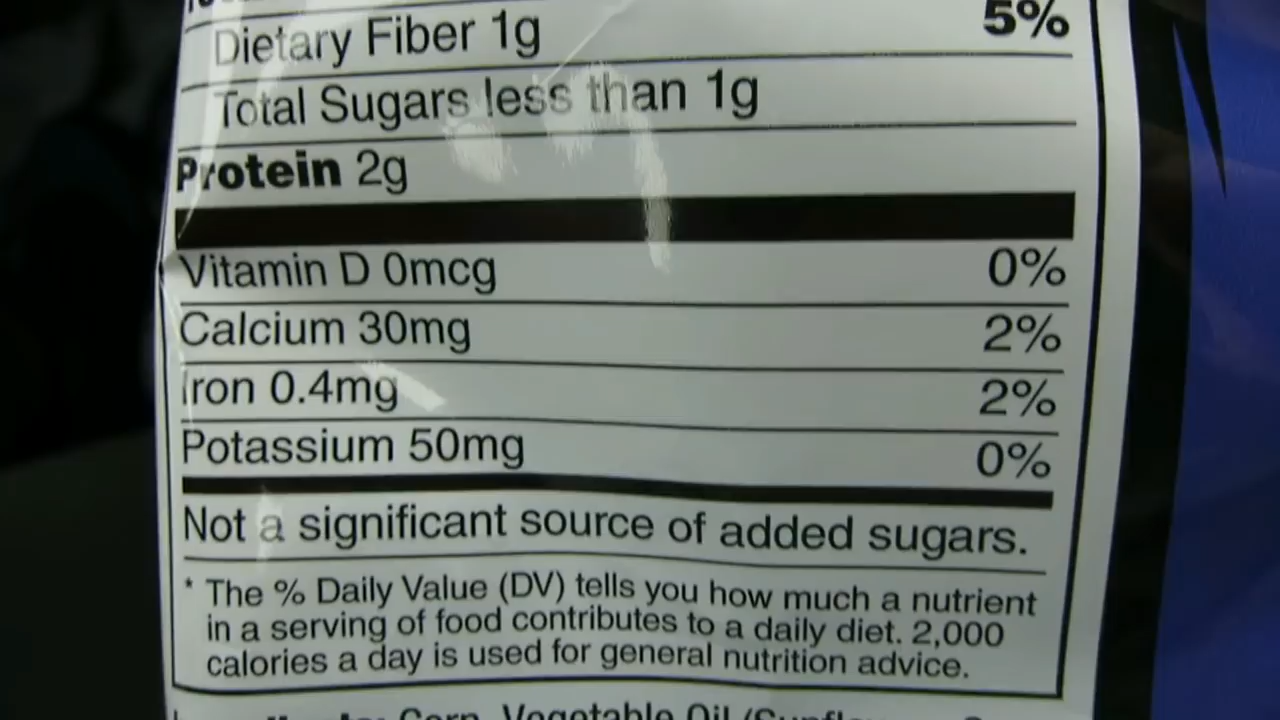 Dietary Fiber 1g 5%
Total Sugars less than 1g
Protein 2g
Vitamin D 0mcg 0%
Calcium 30mg 2%
Iron 0.4mg 2%
Potassium 50mg 0%
Not a significant source of added sugars.
* The % Daily Value (DV) tells you how much a nutrient
in a serving of food contributes to a daily diet. 2,000
calories a day is used for general nutrition advice.
Corn, Vegetable Oil